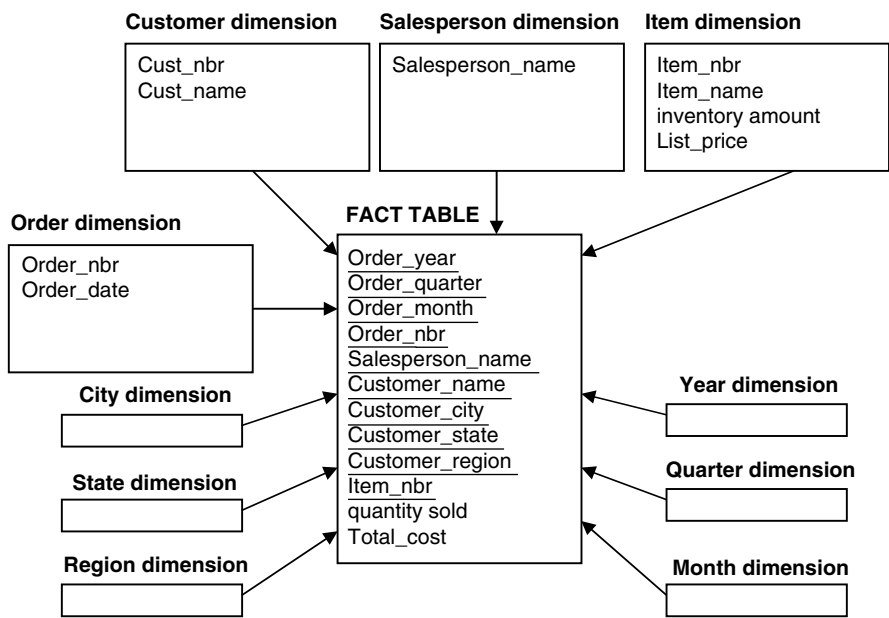 Customer dimension
Cust_nbr
Cust_name
Salesperson dimension
Salesperson_name
Item dimension
Item_nbr
Item_name
inventory amount
List_price
Order dimension
Order_nbr
Order_date
FACT TABLE
Order_year
Order_quarter
Order_month
Order_nbr
Salesperson_name
Customer_name
Customer_city
Customer_state
Customer_region
Item_nbr
quantity sold
Total_cost
City dimension
State dimension
Region dimension
Year dimension
Quarter dimension
Month dimension